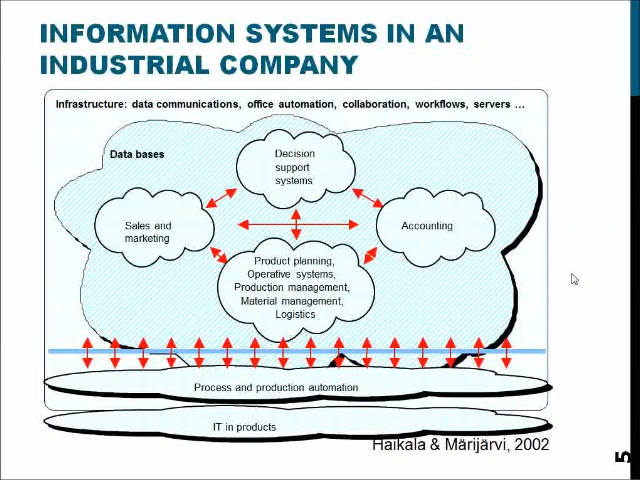 INFORMATION SYSTEMS IN AN
INDUSTRIAL COMPANY
Infrastructure: data communications, office automation, collaboration, workflows, servers ...
Data bases
Decision
support
systems
Sales and
marketing
Accounting
Product planning,
Operative systems,
Production management,
Material management,
Logistics
Process and production automation
IT in products
Haikala & Märijärvi, 2002
5